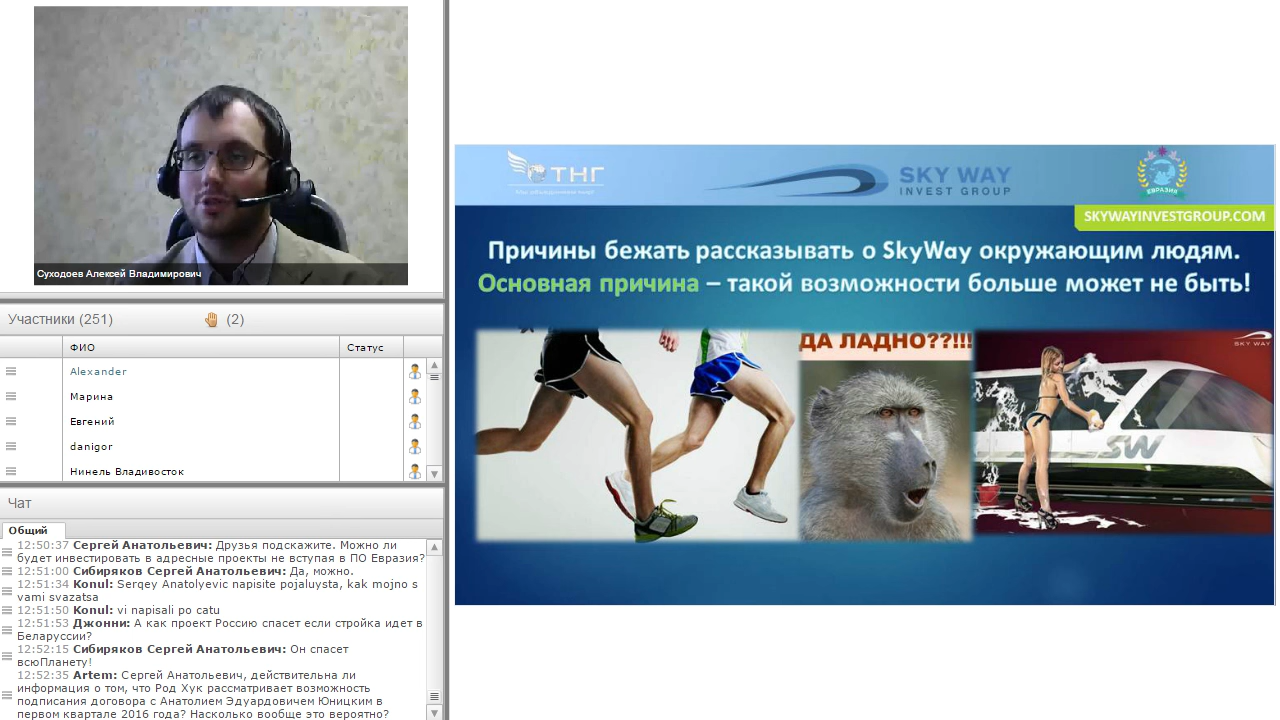 Суходоев Алексей Владимирович
Участники (251)
(2)
ФИО
Статус
Alexander
Марина
Евгений
danigor
Нинель Владивосток
Чат
Общий
12:50:37 Сергей Анатольевич: Друзья подскажите. Можно ли
будет инвестировать в адресные проекты не вступая в ПО Евразия?
12:51:00 Сибиряков Сергей Анатольевич: Да, можно.
12:51:34 Konul: Serqey Anatolyevic napisite pojaluysta, kak mojno s
vami svazatsa
12:51:50 Konul: vi napisali po catu
12:51:53 Джонни: А как проект Россию спасет если стройка идет в
Беларуссии?
12:52:15 Сибиряков Сергей Анатольевич: Он спасет
всюПланету!
12:52:35 Artem: Сергей Анатольевич, действительна ли
информация о том, что Род Хук рассматривает возможность
подписания договора с Анатолием Эдуардовичем Юницким в
первом квартале 2016 года? Насколько вообще это вероятно?
ТНГ
Мы объединяем мир!
SKY WAY
INVEST GROUP
ЕВРАЗИЯ
SKYWAYINVESTGROUP.COM
Причины бежать рассказывать о SkyWay окружающим людям.
Основная причина – такой возможности больше может не быть!
ДА ЛАДНО??!!!
SKY WAY
SW